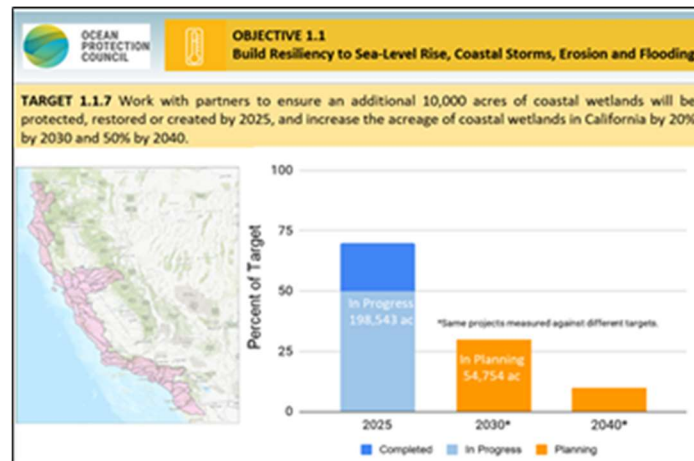 OCEAN
PROTECTION
COUNCIL
OBJECTIVE 1.1
Build Resiliency to Sea-Level Rise, Coastal Storms, Erosion and Flooding
TARGET 1.1.7 Work with partners to ensure an additional 10,000 acres of coastal wetlands will be
protected, restored or created by 2025, and increase the acreage of coastal wetlands in California by 20%
by 2030 and 50% by 2040.
100
75
50
25
0
Percent of Target
In Progress
198,543 ac
*Same projects measured against different targets.
In Planning
54,754 ac
2025
2030*
2040*
Completed
In Progress
Planning